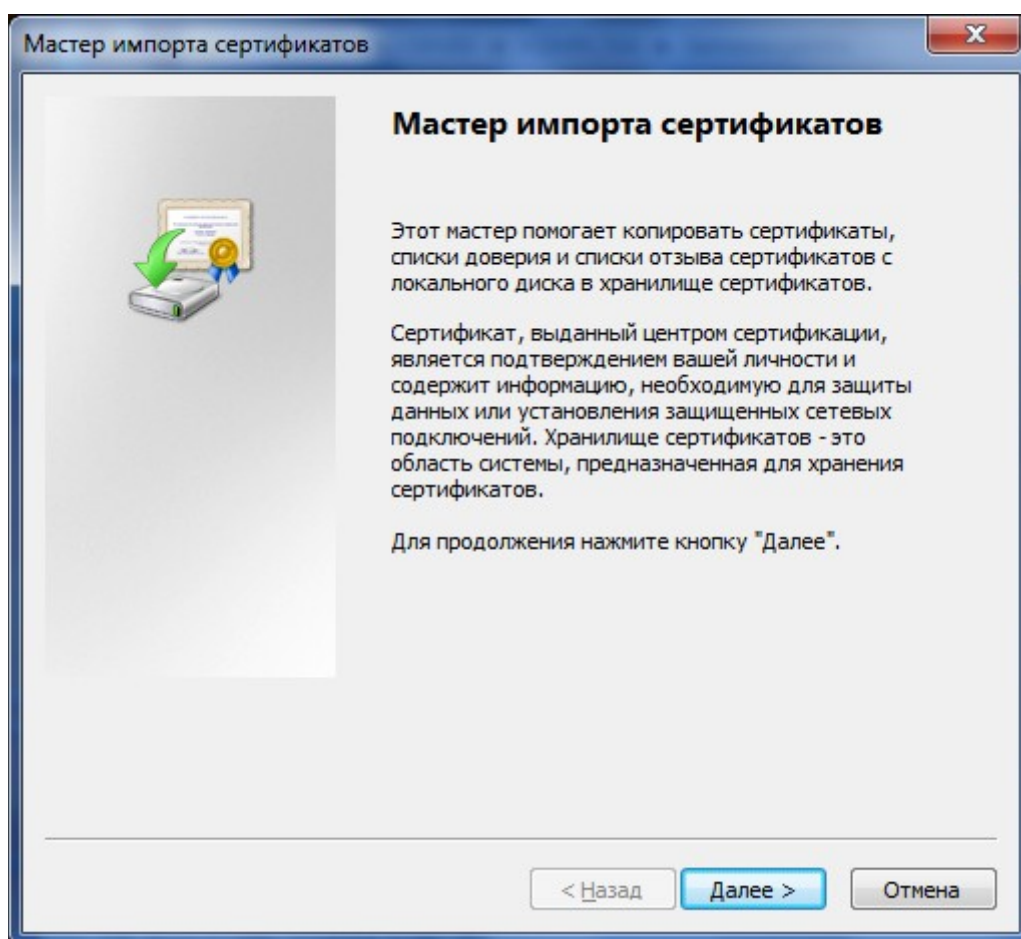 Мастер импорта сертификатов
Мастер импорта сертификатов
Этот мастер помогает копировать сертификаты,
списки доверия и списки отзыва сертификатов с
локального диска в хранилище сертификатов.
Сертификат, выданный центром сертификации,
является подтверждением вашей личности и
содержит информацию, необходимую для защиты
данных или установления защищенных сетевых
подключений. Хранилище сертификатов - это
область системы, предназначенная для хранения
сертификатов.
Для продолжения нажмите кнопку "Далее".
< Назад Далее > Отмена